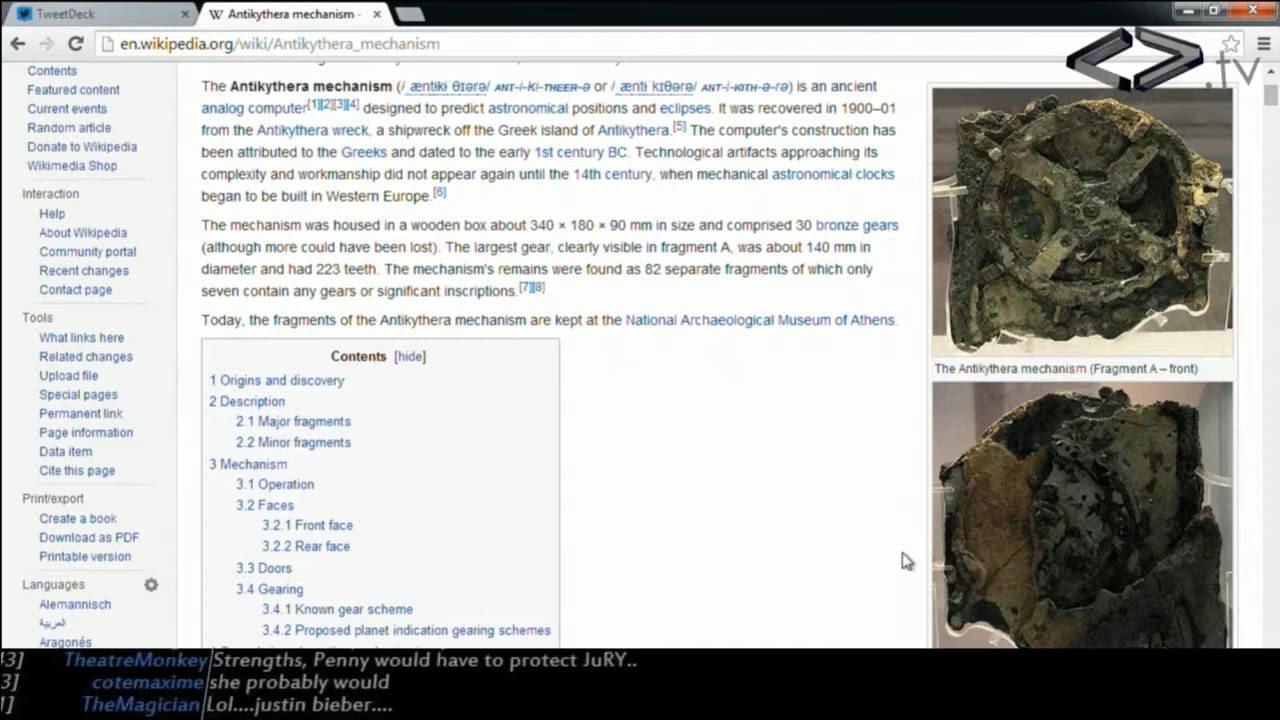 TweetDeck
Antikythera mechanism -
en.wikipedia.org/wiki/Antikythera_mechanism
.tv
Contents
Featured content
Current events
Random article
Donate to Wikipedia
Wikimedia Shop
Interaction
Help
About Wikipedia
Community portal
Recent changes
Contact page
Tools
What links here
Related changes
Upload file
Special pages
Permanent link
Page information
Data item
Cite this page
Print/export
Create a book
Download as PDF
Printable version
Languages
Alemannisch
العربية
Aragonés
The Antikythera mechanism (/ˌæntiki ˈθɪərə/ ANT-i-ki-THEER-ə or /ˌænti ˈkɪθərə/ ANT-i-KITH-ə-rə) is an ancient
analog computer[1][2][3][4] designed to predict astronomical positions and eclipses. It was recovered in 1900–01
from the Antikythera wreck, a shipwreck off the Greek island of Antikythera.[5] The computer's construction has
been attributed to the Greeks and dated to the early 1st century BC. Technological artifacts approaching its
complexity and workmanship did not appear again until the 14th century, when mechanical astronomical clocks
began to be built in Western Europe.[6]
The mechanism was housed in a wooden box about 340 × 180 × 90 mm in size and comprised 30 bronze gears
(although more could have been lost). The largest gear, clearly visible in fragment A, was about 140 mm in
diameter and had 223 teeth. The mechanism's remains were found as 82 separate fragments of which only
seven contain any gears or significant inscriptions.[7][8]
Today, the fragments of the Antikythera mechanism are kept at the National Archaeological Museum of Athens.
Contents [hide]
1 Origins and discovery
2 Description
2.1 Major fragments
2.2 Minor fragments
3 Mechanism
3.1 Operation
3.2 Faces
3.2.1 Front face
3.2.2 Rear face
3.3 Doors
3.4 Gearing
3.4.1 Known gear scheme
3.4.2 Proposed planet indication gearing schemes
The Antikythera mechanism (Fragment A – front)
43] TheatreMonkey Strengths, Penny would have to protect JuRY..
3] cotemaxime she probably would
1] TheMagician Lol....justin bieber....